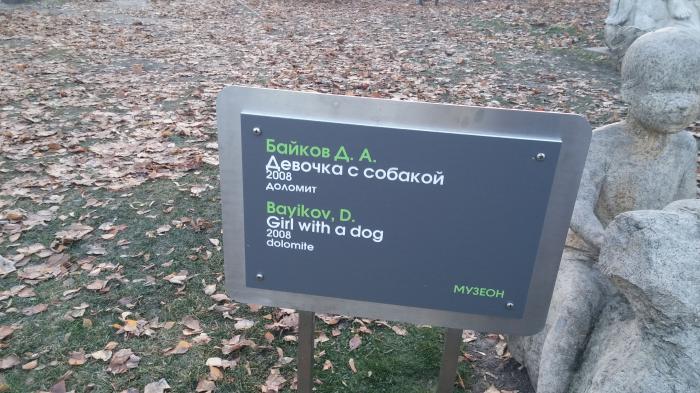 Байков Д. А.
Девочка с собакой
2008
доломит
Bayikov, D.
Girl with a dog
2008
dolomite
МУЗЕОН